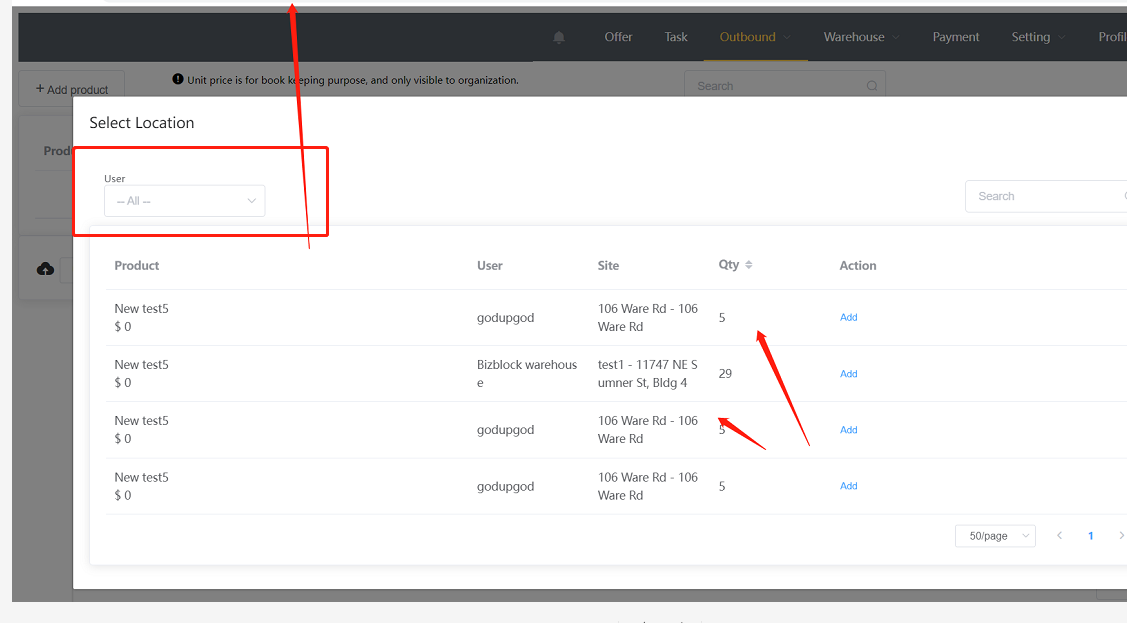 Offer Task Outbound Warehouse Payment Setting Profil
+ Add product
Unit price is for book keeping purpose, and only visible to organization.
Search
Select Location
Prod
User
-- All --
Search
Product User Site Qty Action
New test5
$ 0
godupgod
106 Ware Rd - 106
Ware Rd
5
Add
New test5
$ 0
Bizblock warehous
e
test1 - 11747 NE S
umner St, Bldg 4
29
Add
New test5
$ 0
godupgod
106 Ware Rd - 106
Ware Rd
5
Add
New test5
$ 0
godupgod
106 Ware Rd - 106
Ware Rd
5
Add
50/page
1